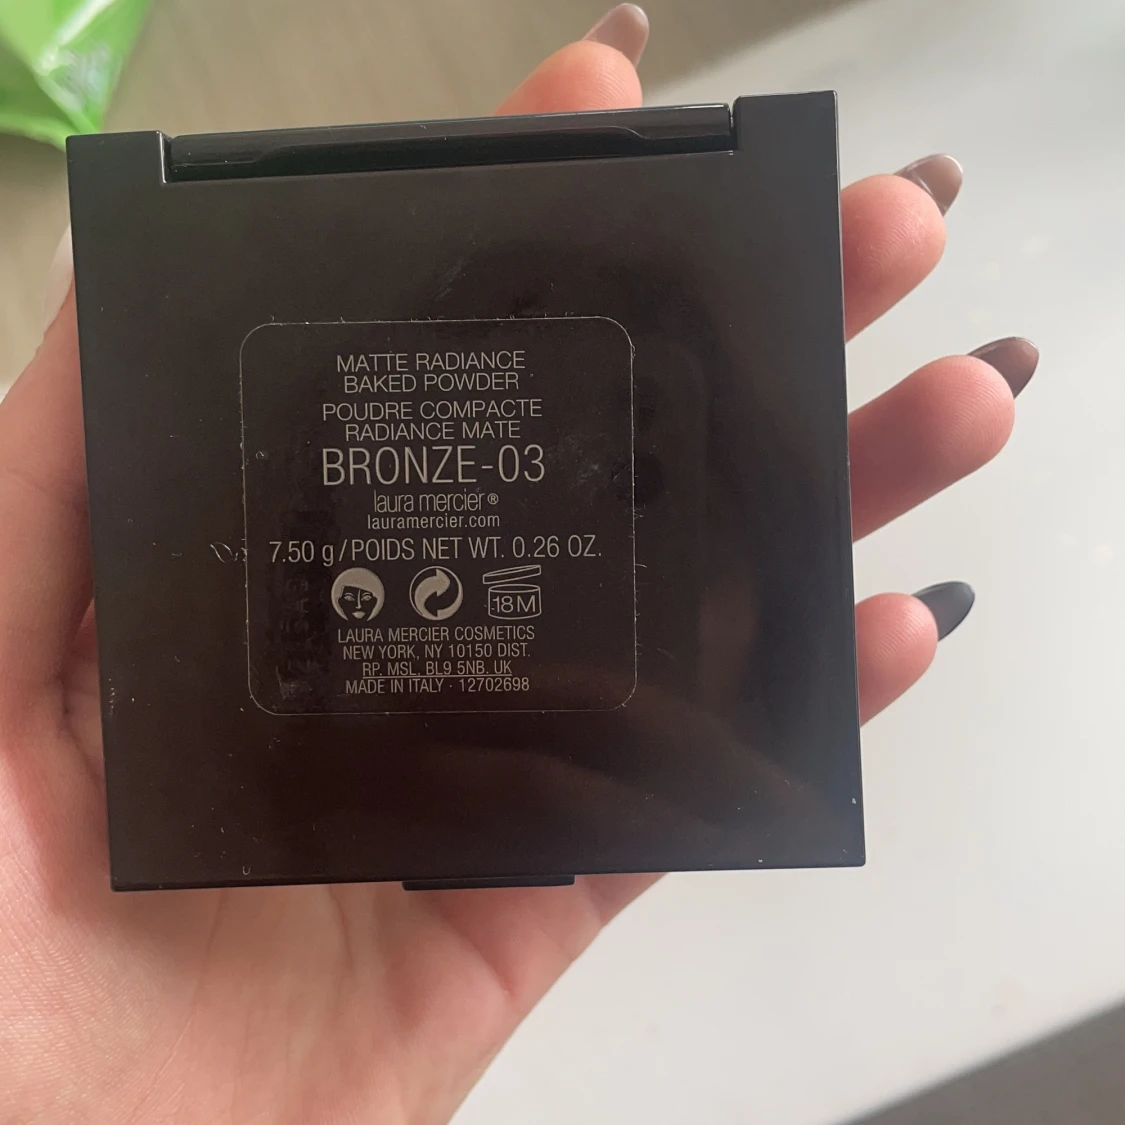 MATTE RADIANCE
BAKED POWDER
POUDRE COMPACTE
RADIANCE MATE
BRONZE-03
laura mercier®
lauramercier.com
7.50 g/POIDS NET WT. 0.26 OZ.
18M
LAURA MERCIER COSMETICS
NEW YORK, NY 10150 DIST.
RP. MSL, BL9 5NB. UK
MADE IN ITALY · 12702698